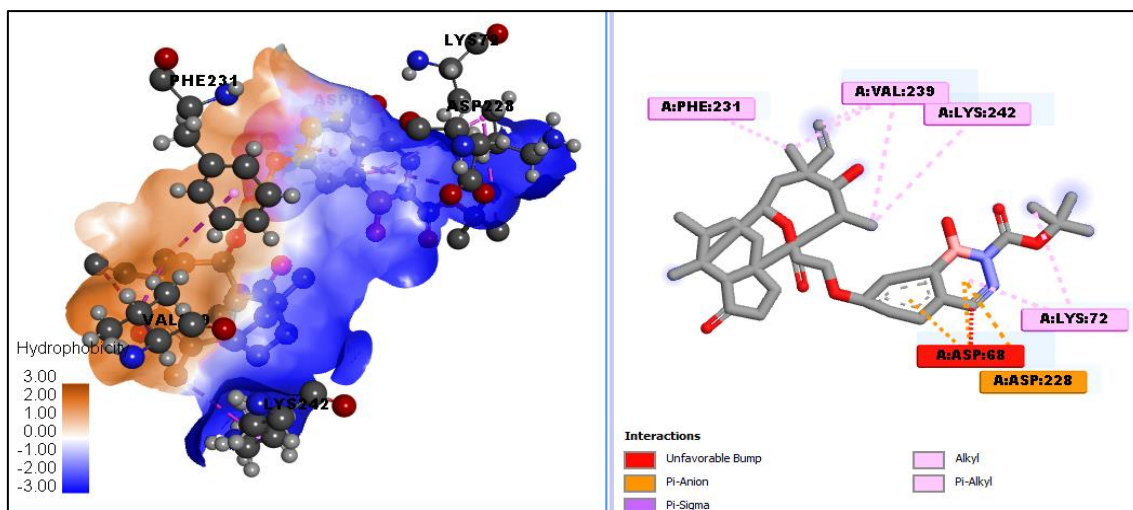 LYS72
PHE231
ASP228
VAL
Hydrophobicity
3.00
2.00
1.00
0.00
-1.00
-2.00
-3.00
LYS242
A:PHE:231
A:VAL:239
A:LYS:242
A:LYS:72
A:ASP:68
A:ASP:228
Interactions
Unfavorable Bump
Pi-Anion
Pi-Sigma
Alkyl
Pi-Alkyl